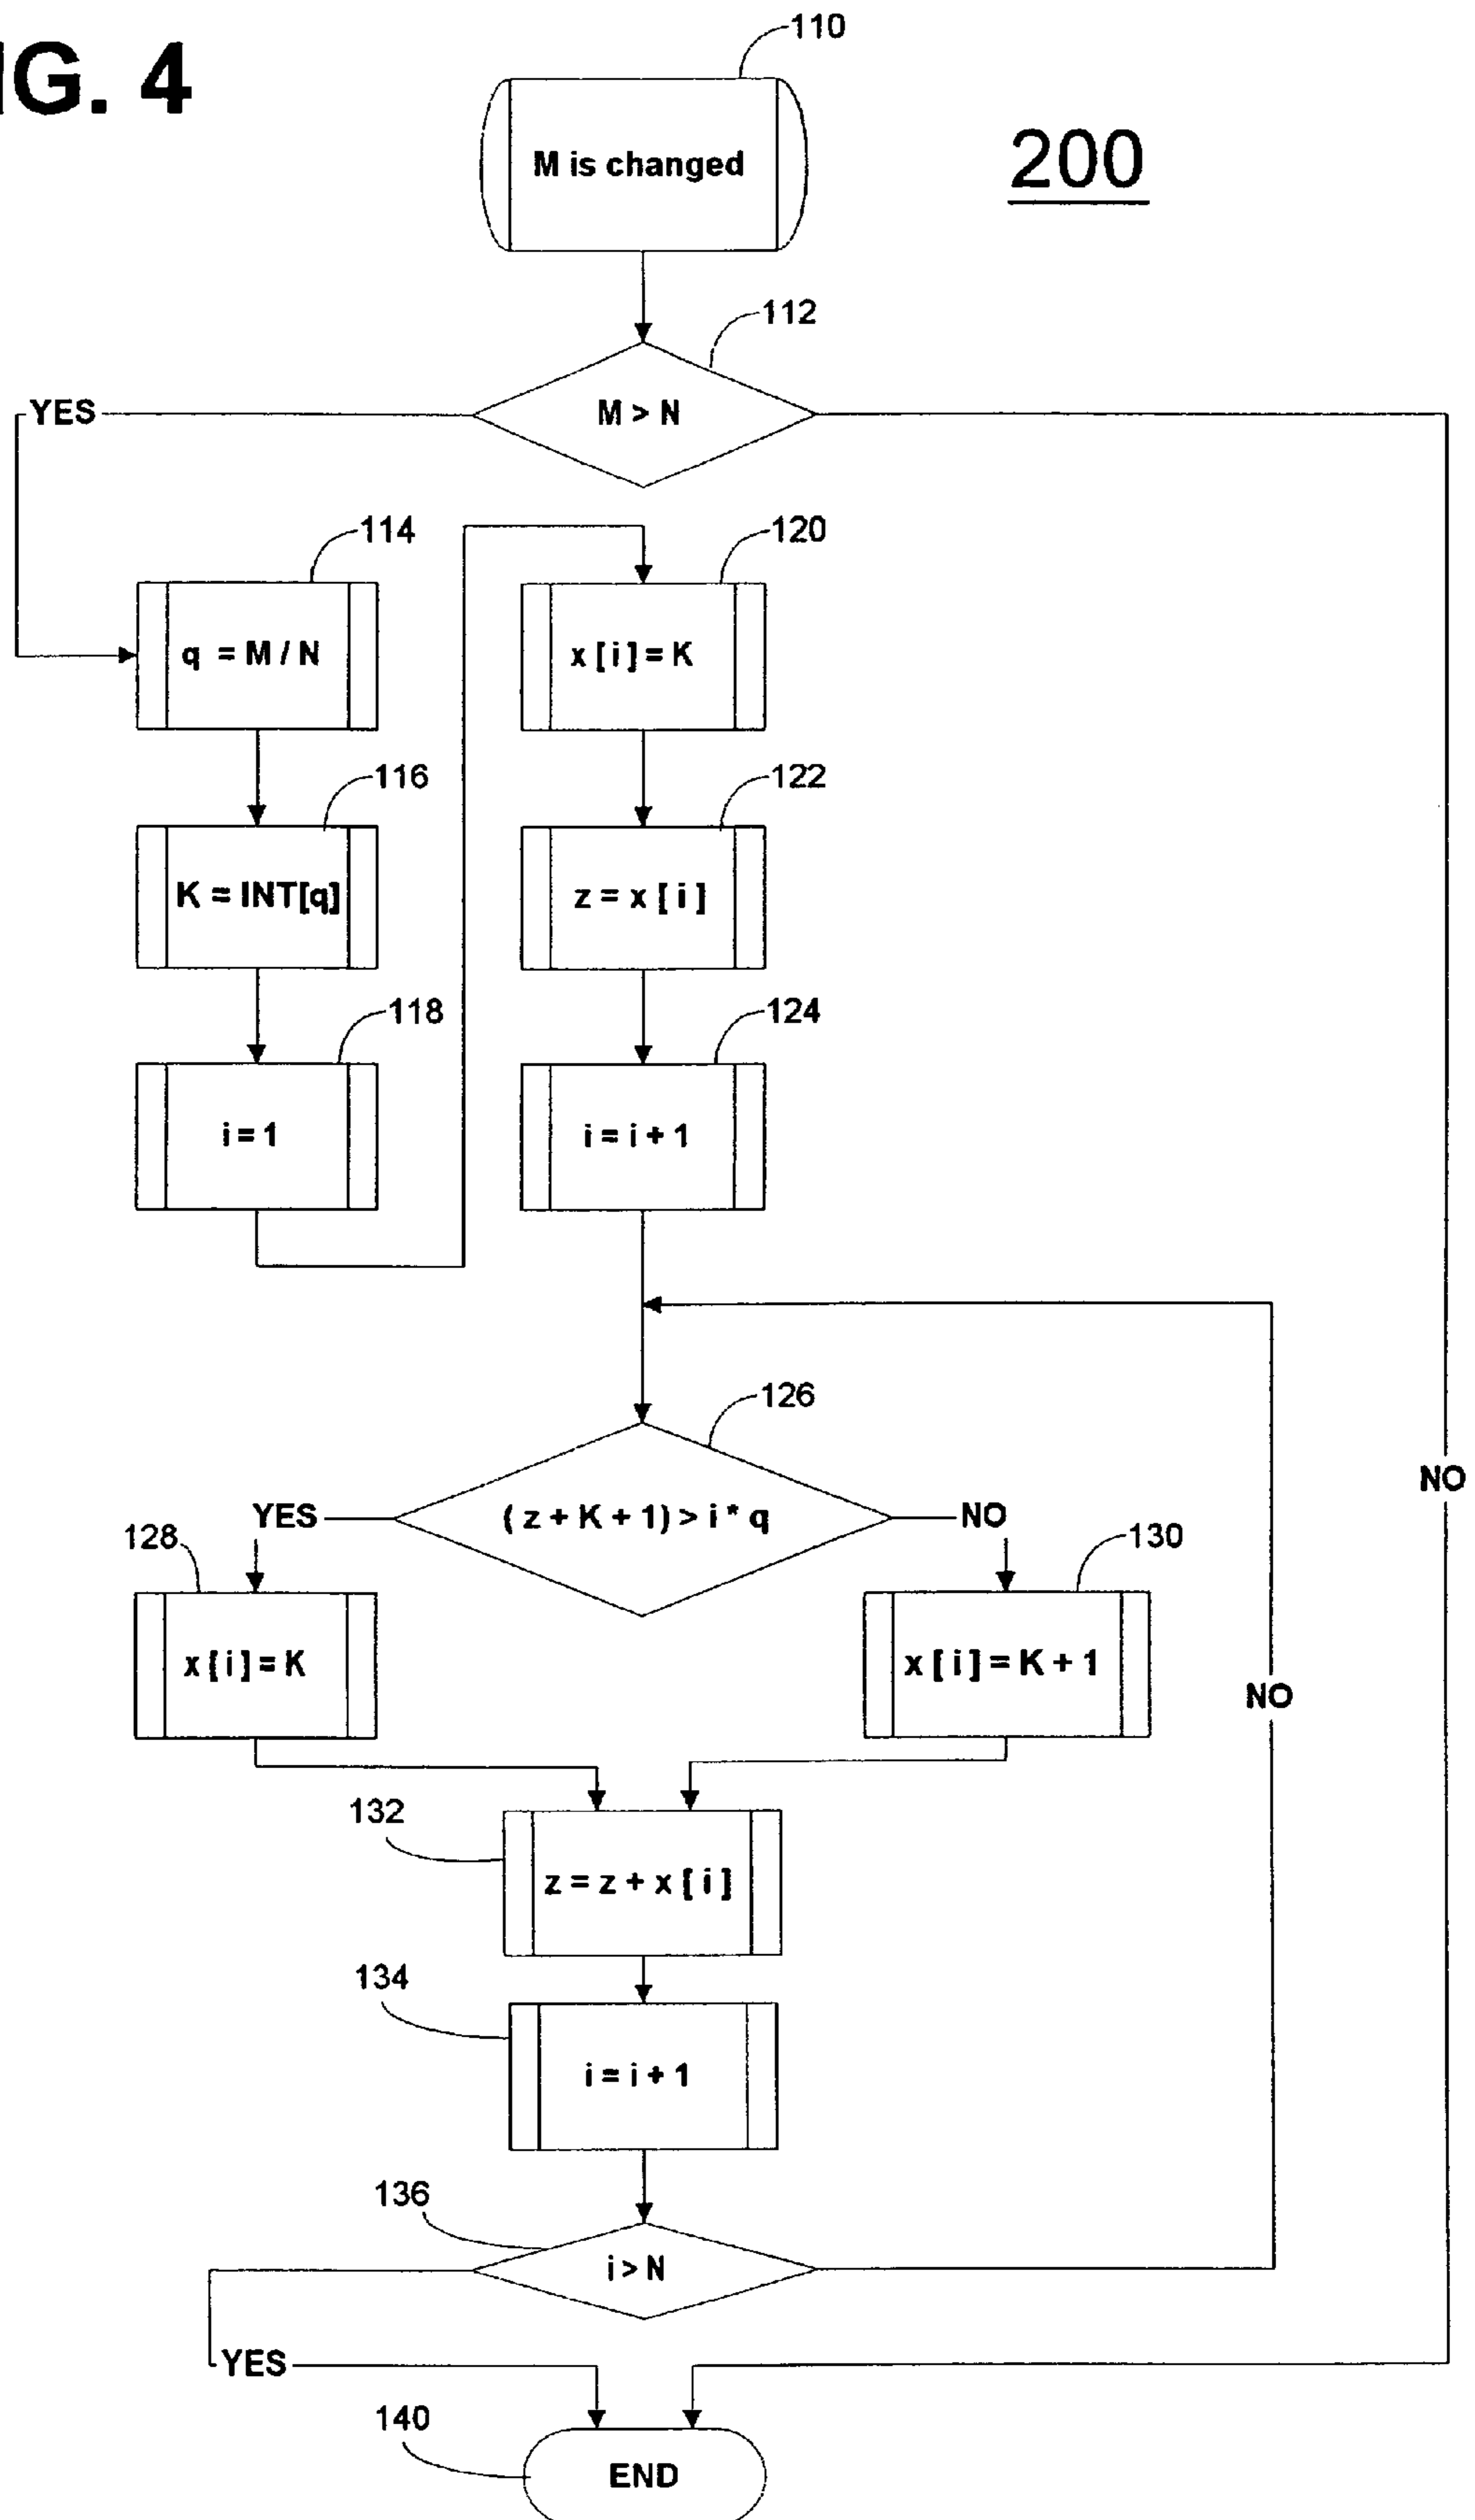 G. 4
110
M is changed
200
112
M > N
YES
114
120
q = M / N
x [ i ] = K
116
122
K = INT[q]
z = x [ i ]
118
124
i = 1
i = i + 1
126
NO
( z + K + 1) > i * q
YES
NO
128
130
x [ i ] = K
x [ i ] = K + 1
NO
132
z = z + x [ i ]
134
i = i + 1
136
i > N
YES
140
END